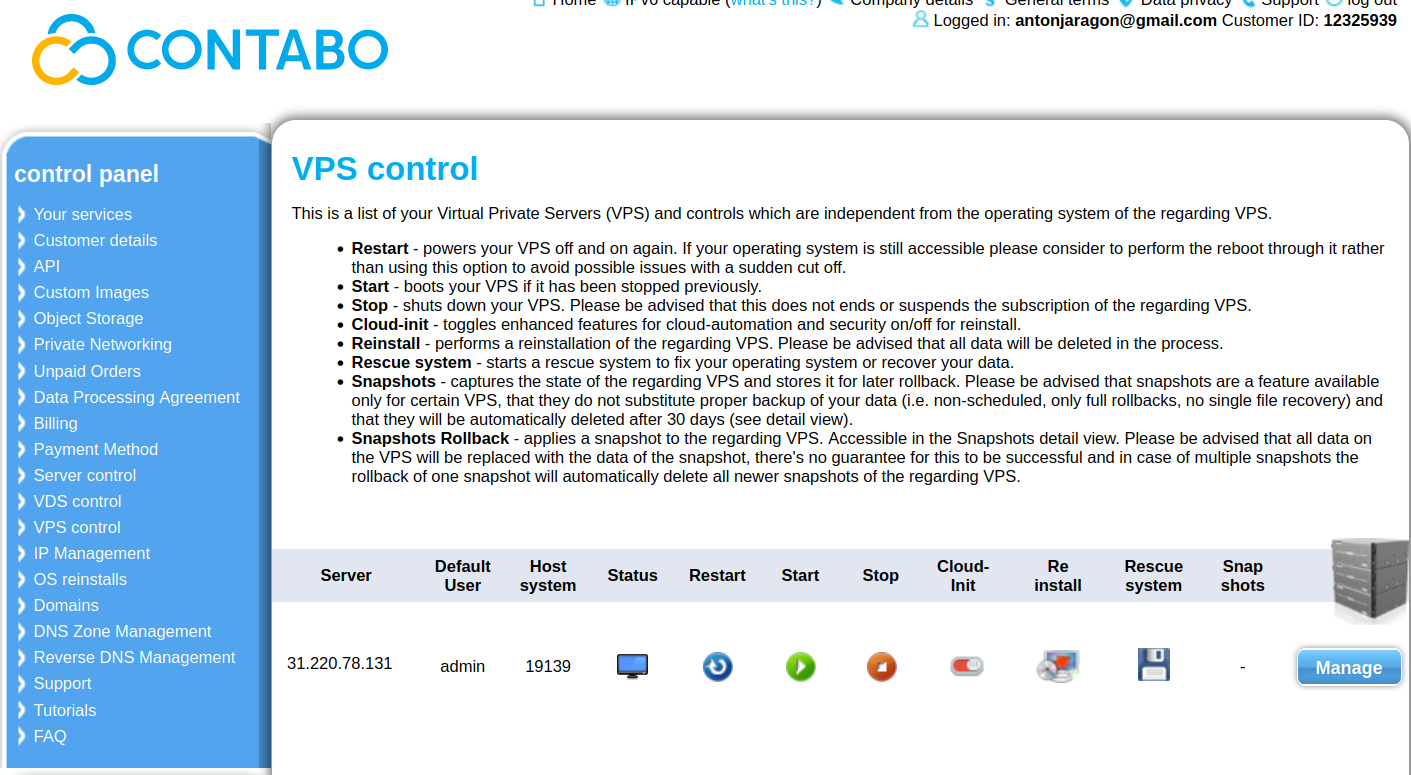 Home IPv6 capable (what's this?) Company details General terms Data privacy Support log out
Logged in: antonjaragon@gmail.com Customer ID: 12325939
CONTABO
control panel
Your services
Customer details
API
Custom Images
Object Storage
Private Networking
Unpaid Orders
Data Processing Agreement
Billing
Payment Method
Server control
VDS control
VPS control
IP Management
OS reinstalls
Domains
DNS Zone Management
Reverse DNS Management
Support
Tutorials
FAQ
VPS control
This is a list of your Virtual Private Servers (VPS) and controls which are independent from the operating system of the regarding VPS.
• Restart - powers your VPS off and on again. If your operating system is still accessible please consider to perform the reboot through it rather
than using this option to avoid possible issues with a sudden cut off.
• Start - boots your VPS if it has been stopped previously.
• Stop - shuts down your VPS. Please be advised that this does not ends or suspends the subscription of the regarding VPS.
• Cloud-init - toggles enhanced features for cloud-automation and security on/off for reinstall.
• Reinstall - performs a reinstallation of the regarding VPS. Please be advised that all data will be deleted in the process.
• Rescue system - starts a rescue system to fix your operating system or recover your data.
• Snapshots - captures the state of the regarding VPS and stores it for later rollback. Please be advised that snapshots are a feature available
only for certain VPS, that they do not substitute proper backup of your data (i.e. non-scheduled, only full rollbacks, no single file recovery) and
that they will be automatically deleted after 30 days (see detail view).
• Snapshots Rollback - applies a snapshot to the regarding VPS. Accessible in the Snapshots detail view. Please be advised that all data on
the VPS will be replaced with the data of the snapshot, there's no guarantee for this to be successful and in case of multiple snapshots the
rollback of one snapshot will automatically delete all newer snapshots of the regarding VPS.
Server Default User Host system Status Restart Start Stop Cloud-Init Re install Rescue system Snap shots
31.220.78.131 admin 19139 - Manage